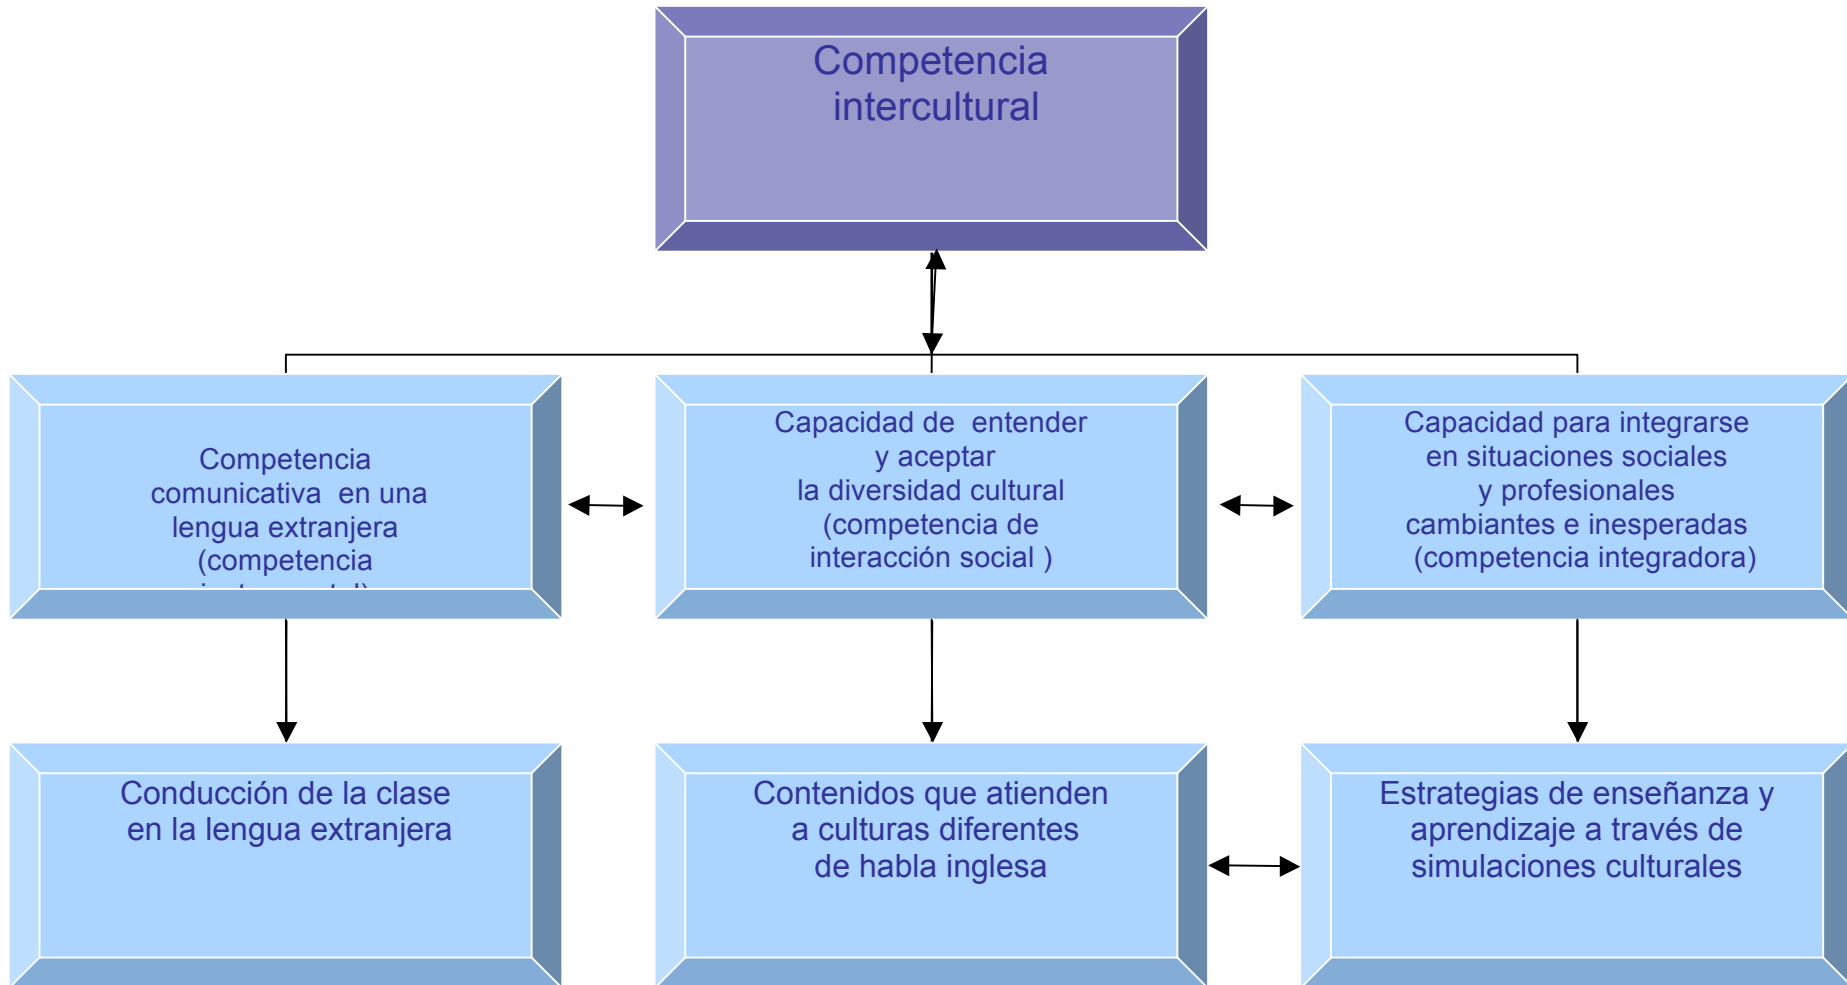 Competencia
intercultural
Competencia
comunicativa en una
lengua extranjera
(competencia
Capacidad de entender
y aceptar
la diversidad cultural
(competencia de
interacción social )
Capacidad para integrarse
en situaciones sociales
y profesionales
cambiantes e inesperadas
(competencia integradora)
Conducción de la clase
en la lengua extranjera
Contenidos que atienden
a culturas diferentes
de habla inglesa
Estrategias de enseñanza y
aprendizaje a través de
simulaciones culturales